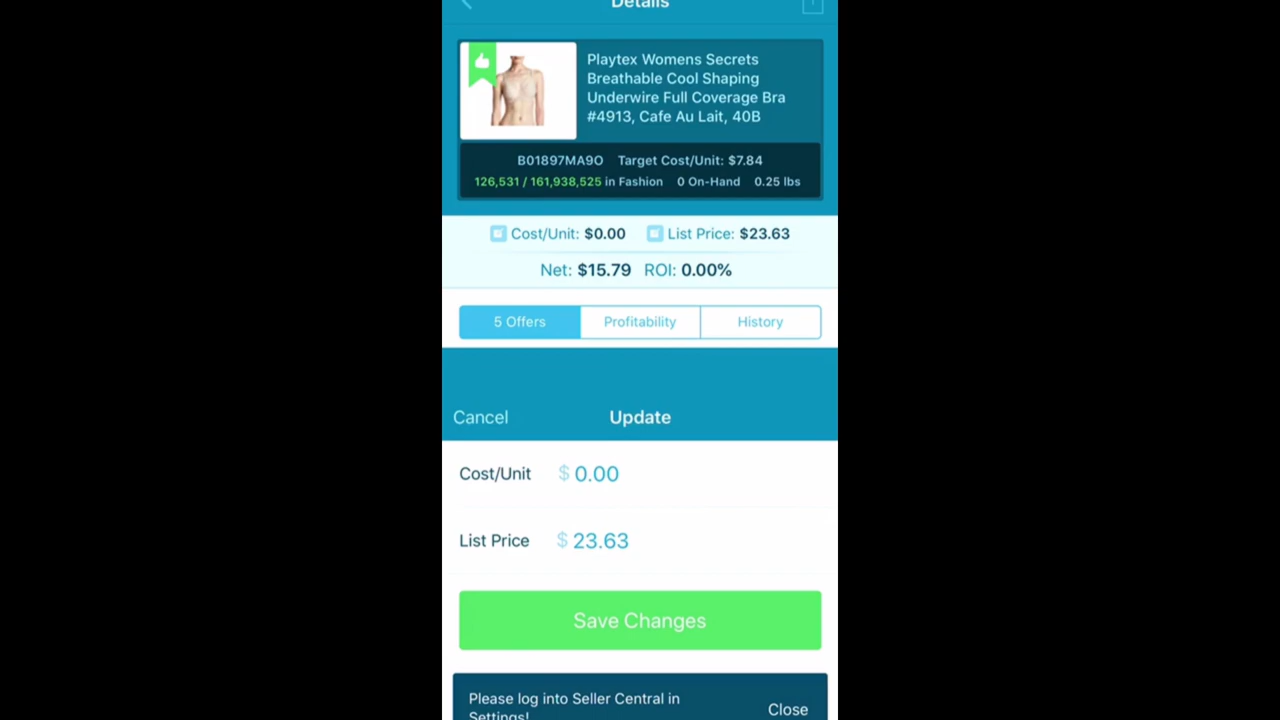 Details
Playtex Womens Secrets
Breathable Cool Shaping
Underwire Full Coverage Bra
#4913, Cafe Au Lait, 40B
B01897MA9O Target Cost/Unit: $7.84
126,531 / 161,938,525 in Fashion 0 On-Hand 0.25 lbs
Cost/Unit: $0.00 List Price: $23.63
Net: $15.79 ROI: 0.00%
5 Offers Profitability History
Cancel Update
Cost/Unit $ 0.00
List Price $ 23.63
Save Changes
Please log into Seller Central in
Settings! Close